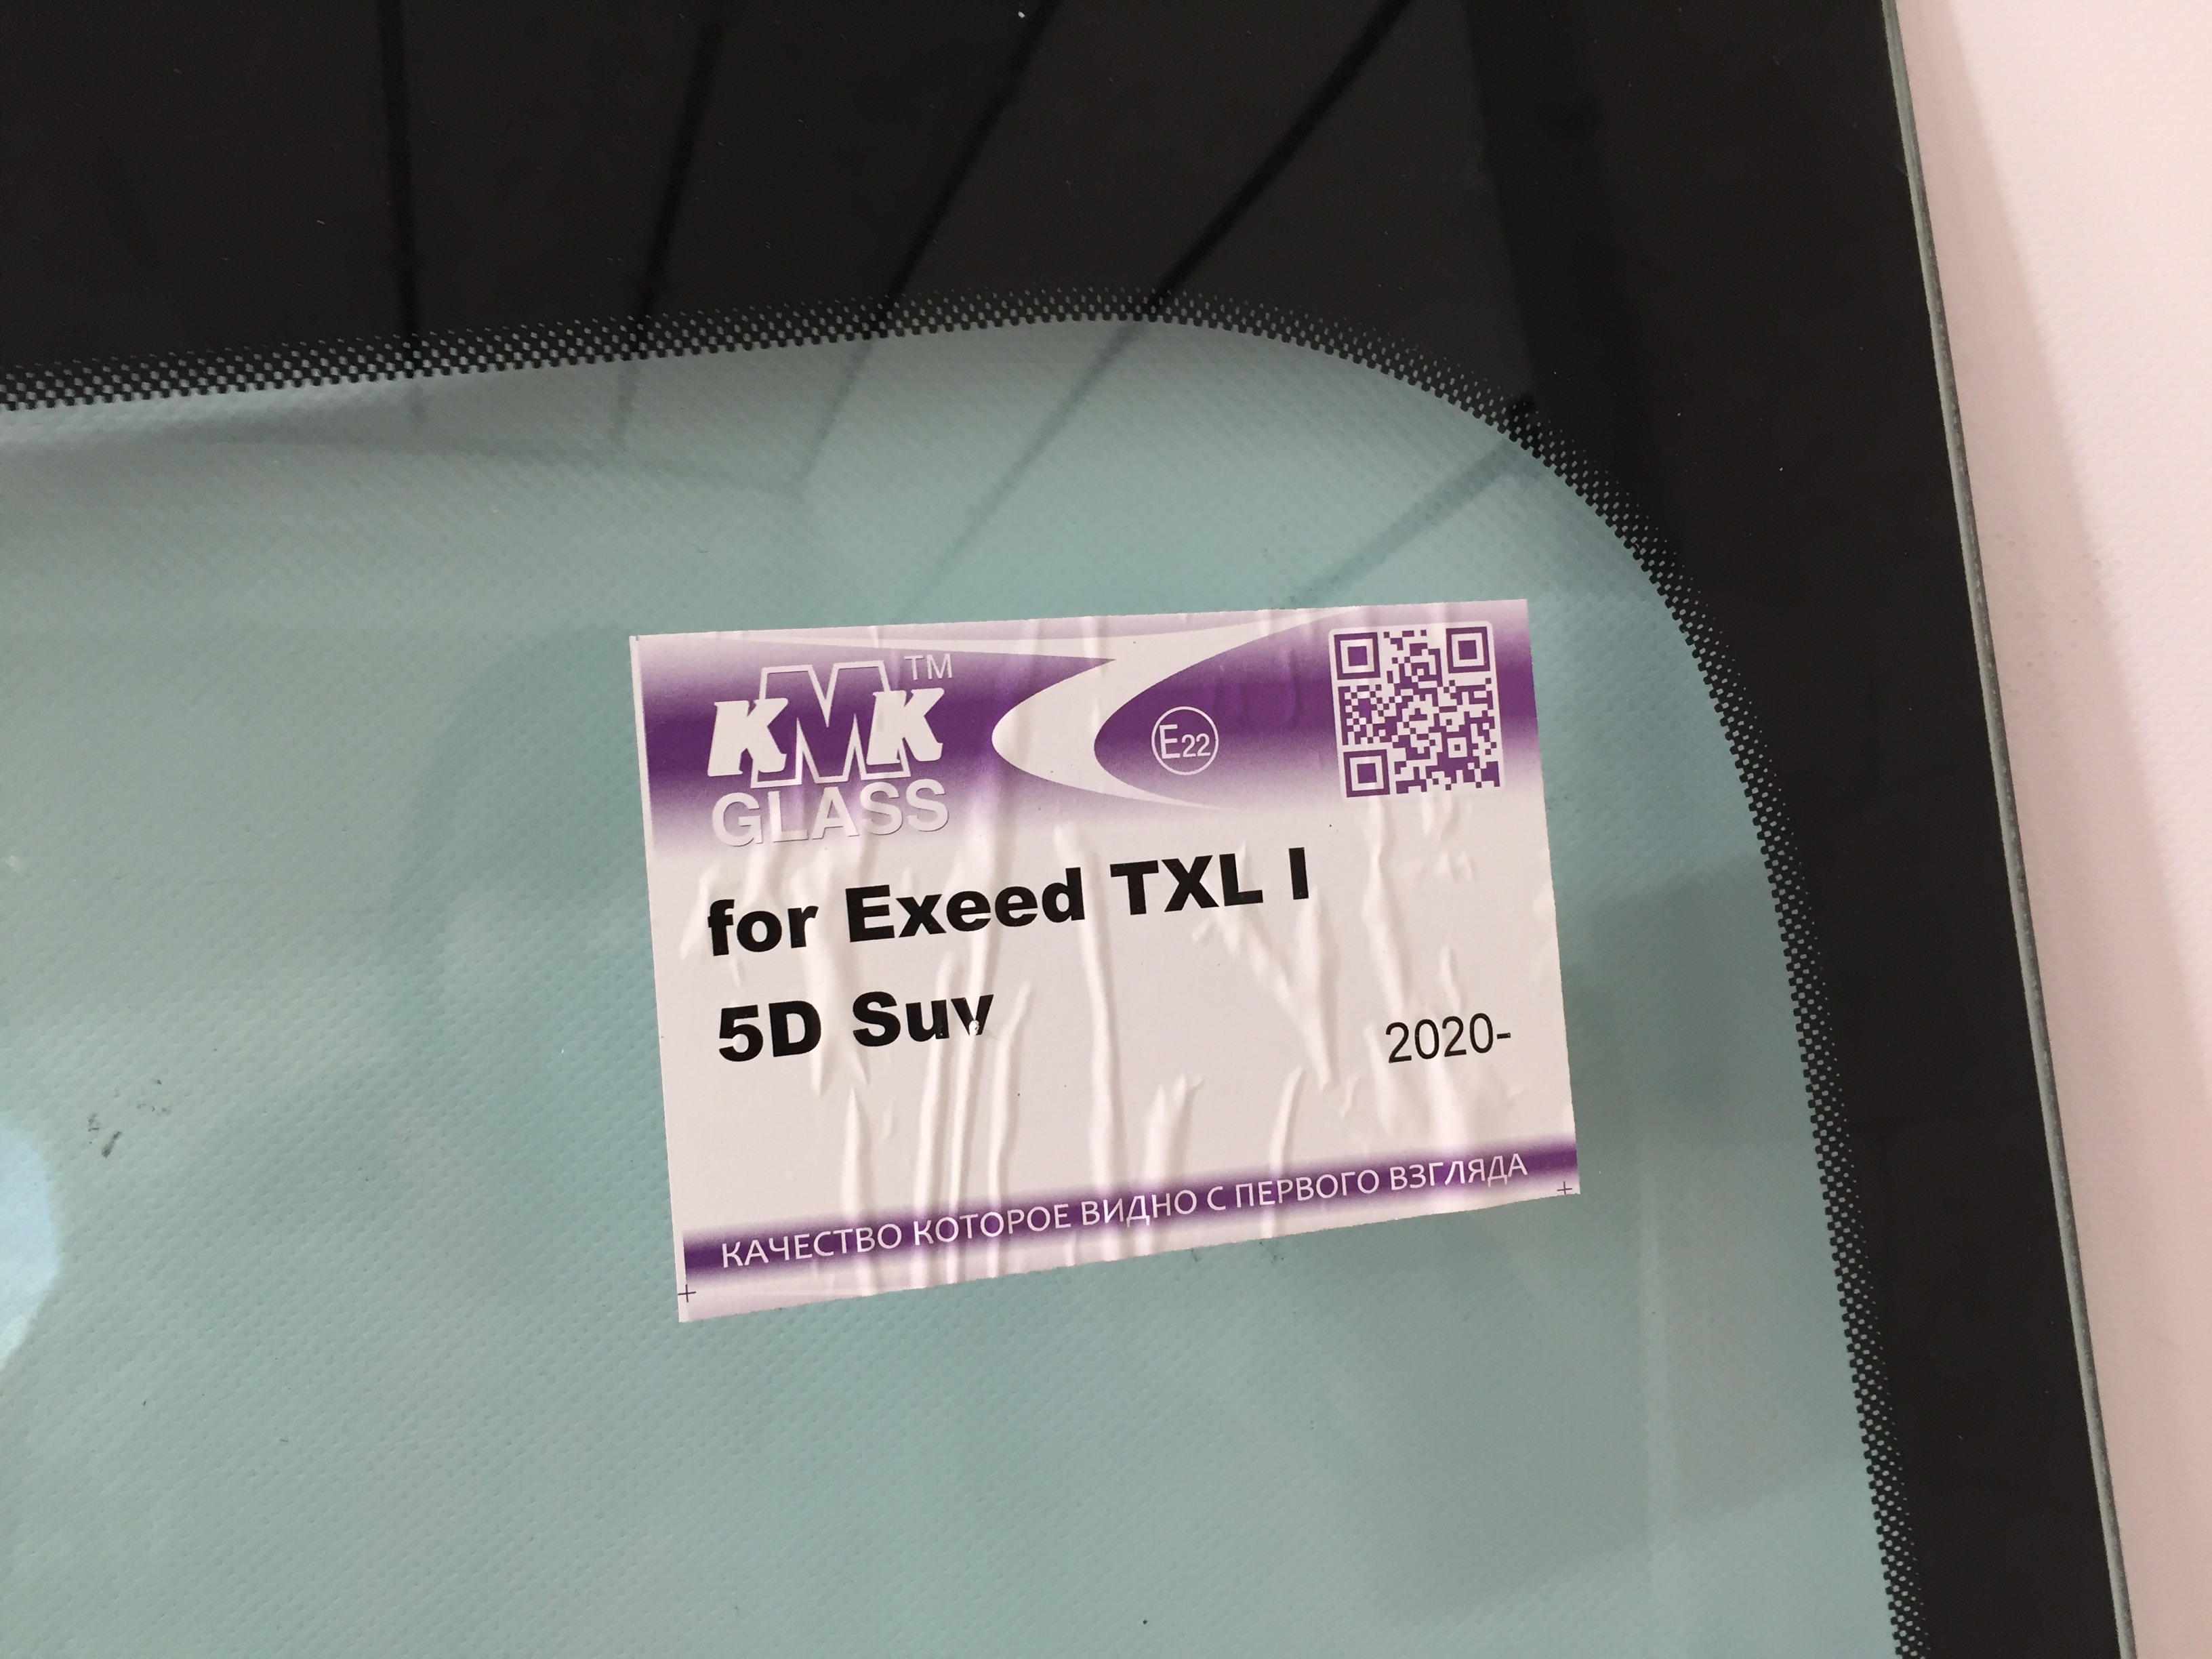 KMK™
GLASS
E22
for Exeed TXL I
5D Suv
2020-
КАЧЕСТВО КОТОРОЕ ВИДНО С ПЕРВОГО ВЗГЛЯДА